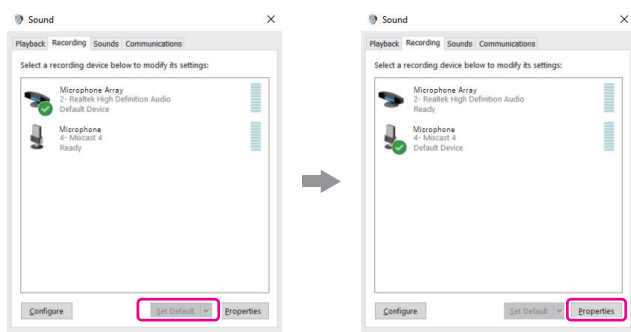 Sound
Playback Recording Sounds Communications
Select a recording device below to modify its settings:
Microphone Array
2- Realtek High Definition Audio
Default Device
Microphone
4- Mixcast 4
Ready
Configure Set Default Properties
Sound
Playback Recording Sounds Communications
Select a recording device below to modify its settings:
Microphone Array
2- Realtek High Definition Audio
Ready
Microphone
4- Mixcast 4
Default Device
Configure Set Default Properties